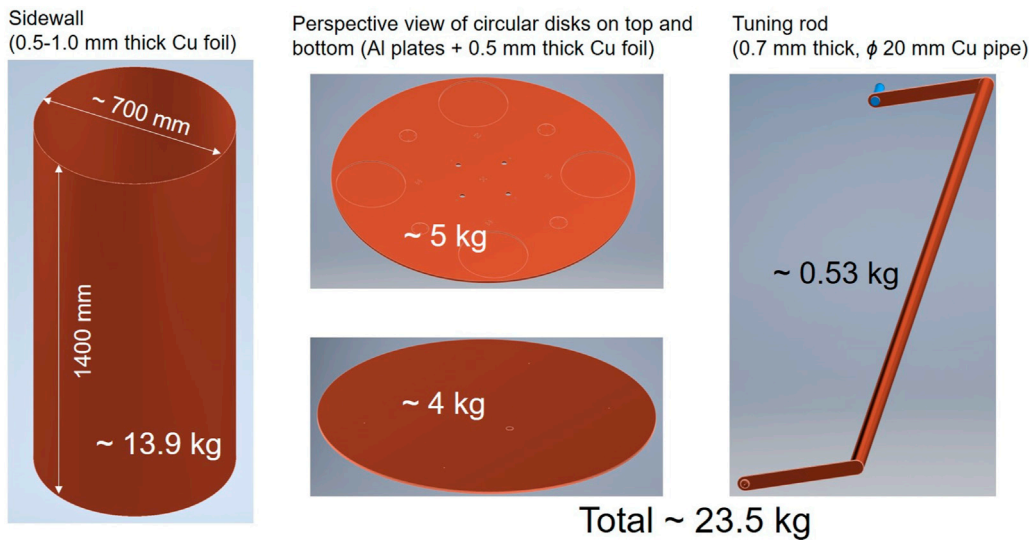 Sidewall
(0.5-1.0 mm thick Cu foil)
~ 700 mm
1400 mm
~ 13.9 kg
Perspective view of circular disks on top and
bottom (Al plates + 0.5 mm thick Cu foil)
~ 5 kg
~ 4 kg
Tuning rod
(0.7 mm thick, ϕ 20 mm Cu pipe)
~ 0.53 kg
Total ~ 23.5 kg